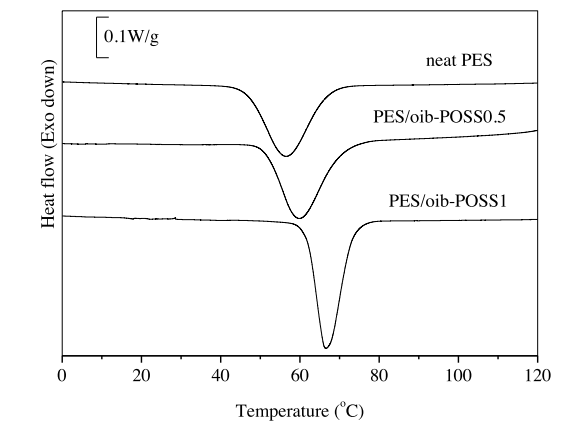 0.1W/g
neat PES
PES/oib-POSS0.5
PES/oib-POSS1
Heat flow (Exo down)
0 20 40 60 80 100 120
Temperature (°C)